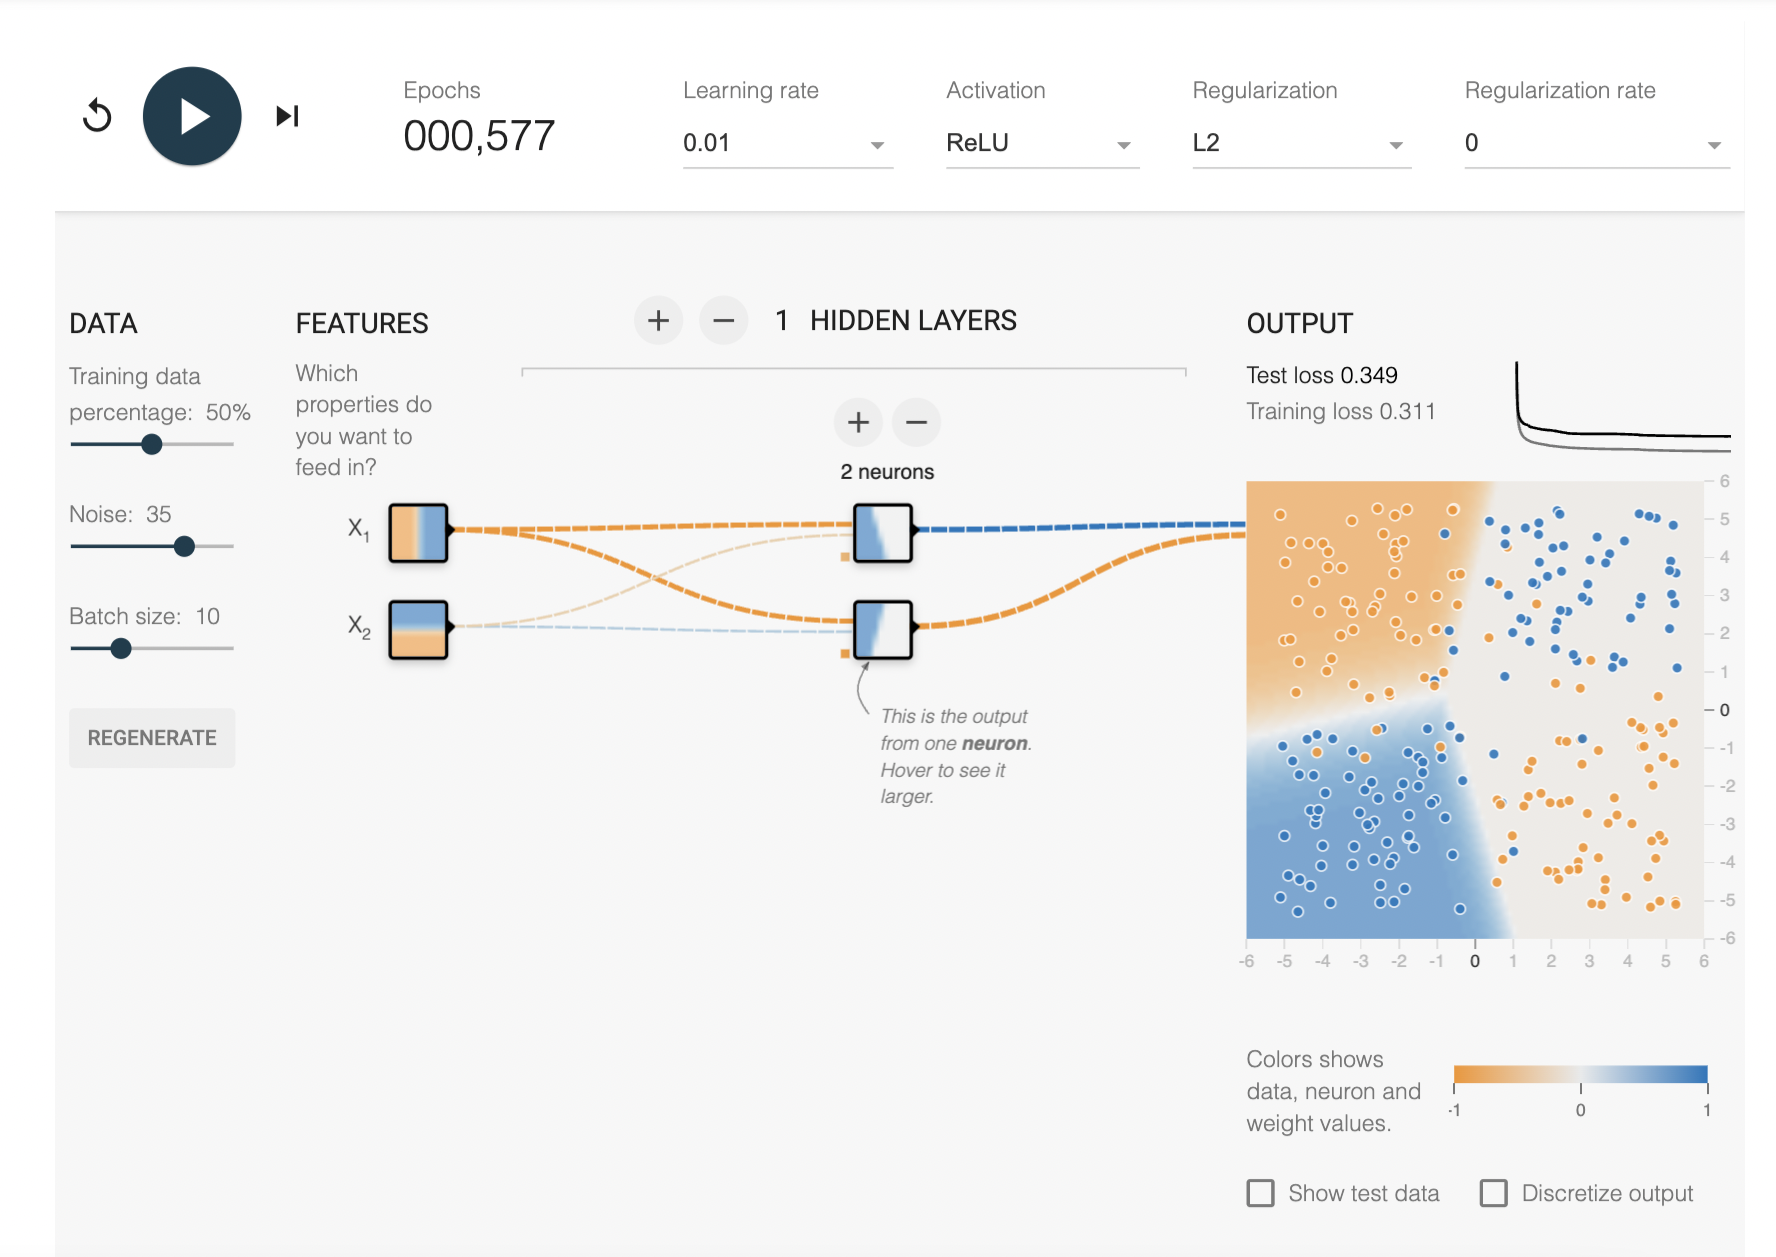 Epochs
000,577
Learning rate
0.01
Activation
ReLU
Regularization
L2
Regularization rate
0
DATA
Training data
percentage: 50%
Noise: 35
Batch size: 10
REGENERATE
FEATURES
Which
properties do
you want to
feed in?
X1
X2
+ − 1 HIDDEN LAYERS
+ −
2 neurons
This is the output
from one neuron.
Hover to see it
larger.
OUTPUT
Test loss 0.349
Training loss 0.311
6
5
4
3
2
1
0
-1
-2
-3
-4
-5
-6
-6 -5 -4 -3 -2 -1 0 1 2 3 4 5 6
Colors shows
data, neuron and
weight values.
-1 0 1
Show test data
Discretize output